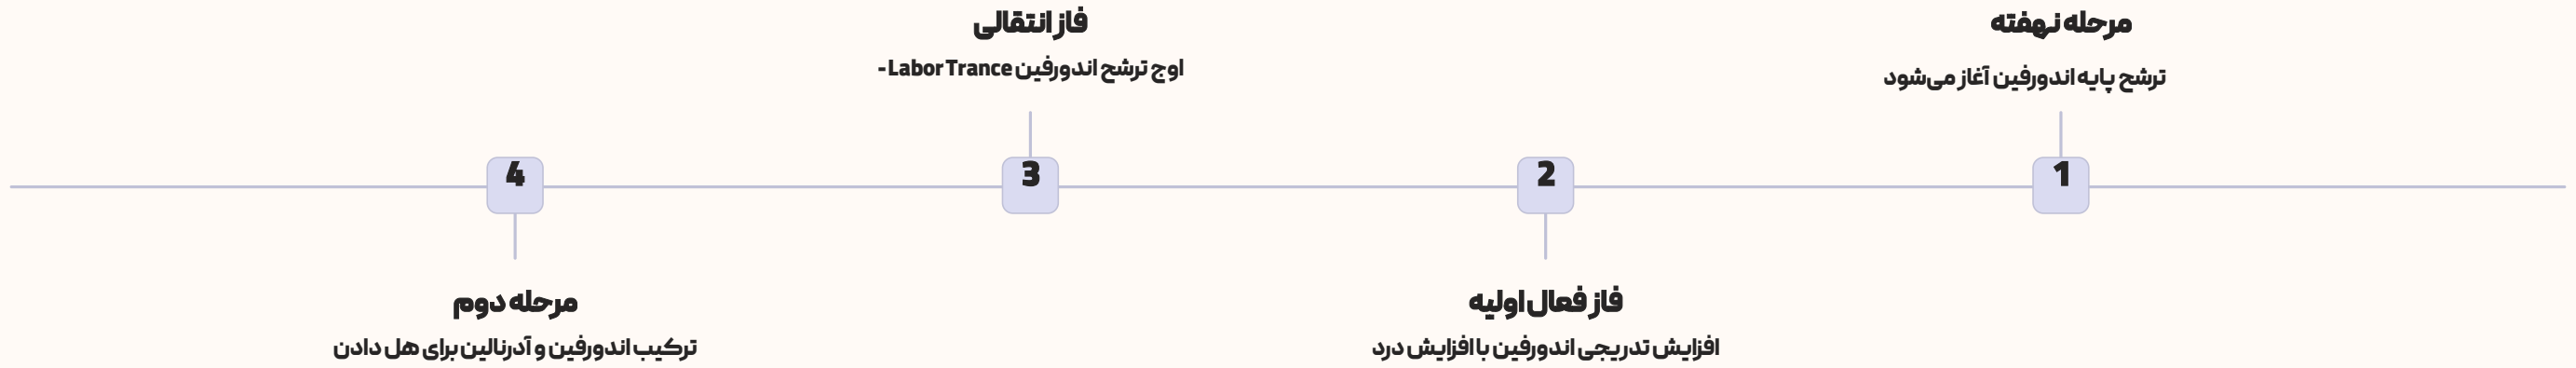 1
مرحله نهفته
ترشح پایه اندورفین آغاز می‌شود
2
فاز فعال اولیه
افزایش تدریجی اندورفین با افزایش درد
3
فاز انتقالی
اوج ترشح اندورفین Labor Trance -
4
مرحله دوم
ترکیب اندورفین و آدرنالین برای هل دادن